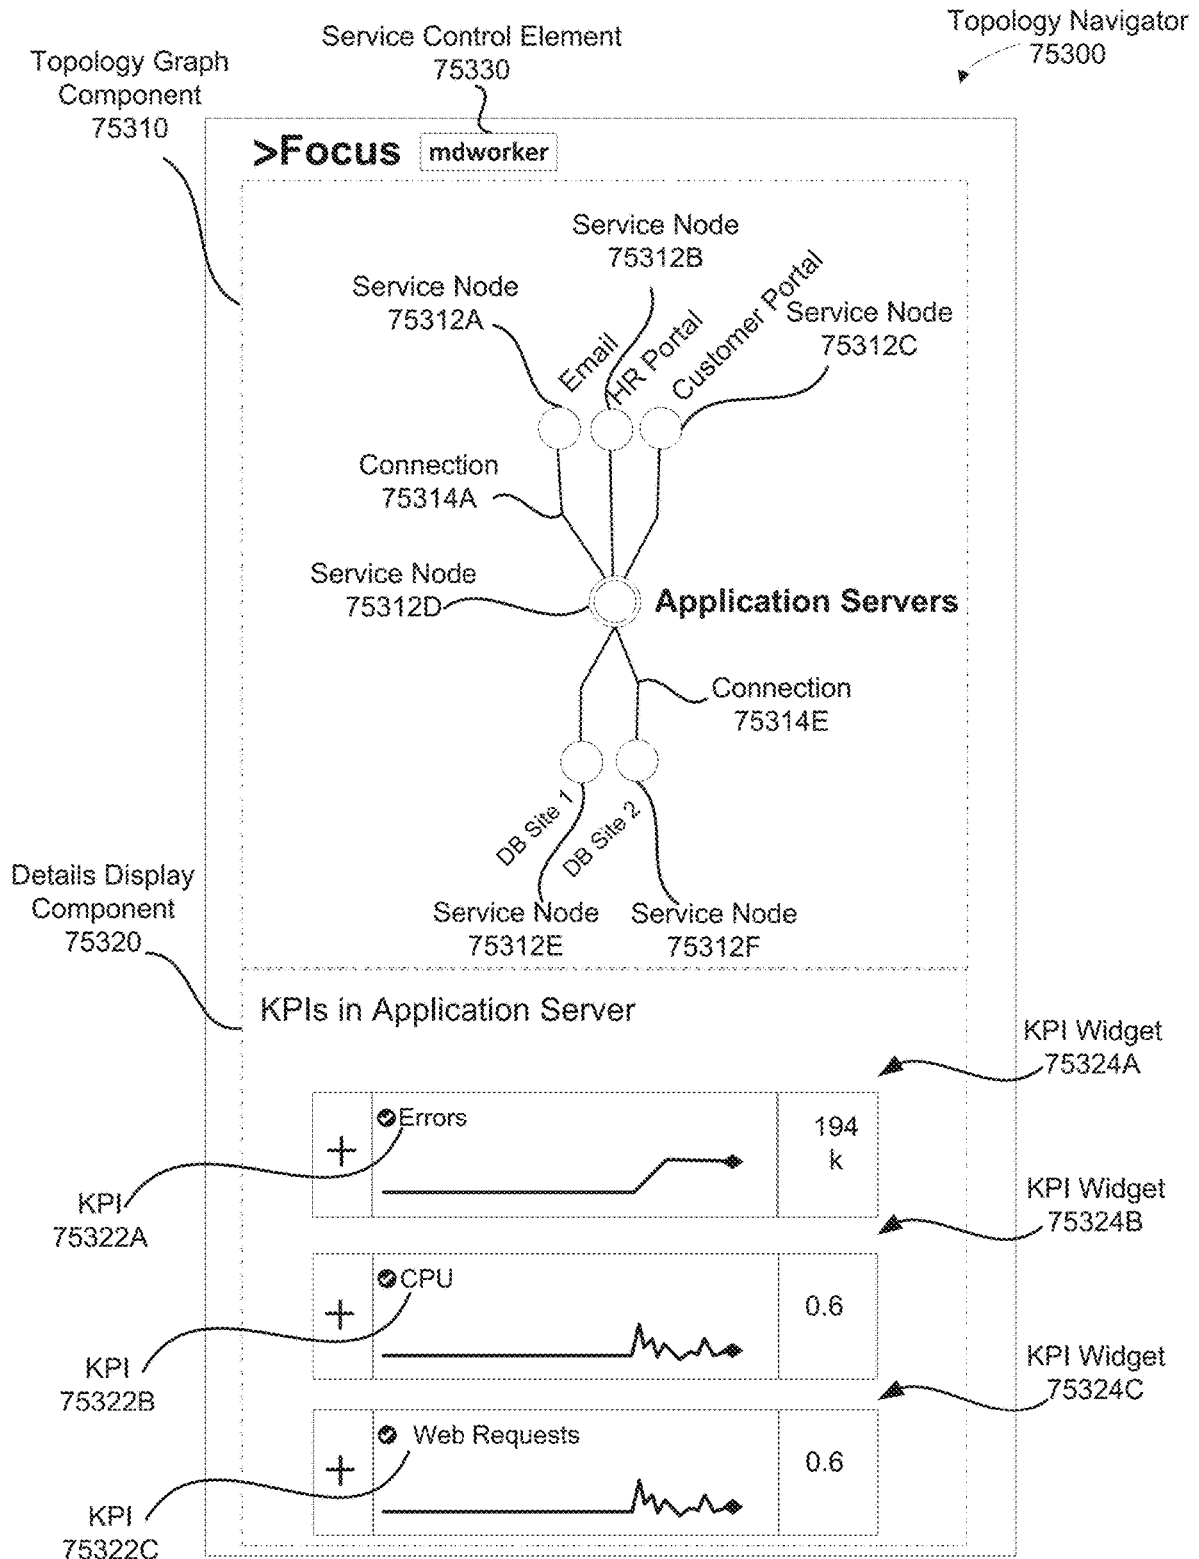 Topology Navigator
75300
Service Control Element
75330
Topology Graph
Component
75310
>Focus mdworker
Service Node
75312B
Service Node
75312A
Service Node
75312C
Email
HR Portal
Customer Portal
Connection
75314A
Service Node
75312D
Application Servers
Connection
75314E
DB Site 1
DB Site 2
Details Display
Component
75320
Service Node
75312E
Service Node
75312F
KPIs in Application Server
KPI Widget
75324A
Errors
194
k
KPI
75322A
KPI Widget
75324B
CPU
0.6
KPI
75322B
KPI Widget
75324C
Web Requests
0.6
KPI
75322C